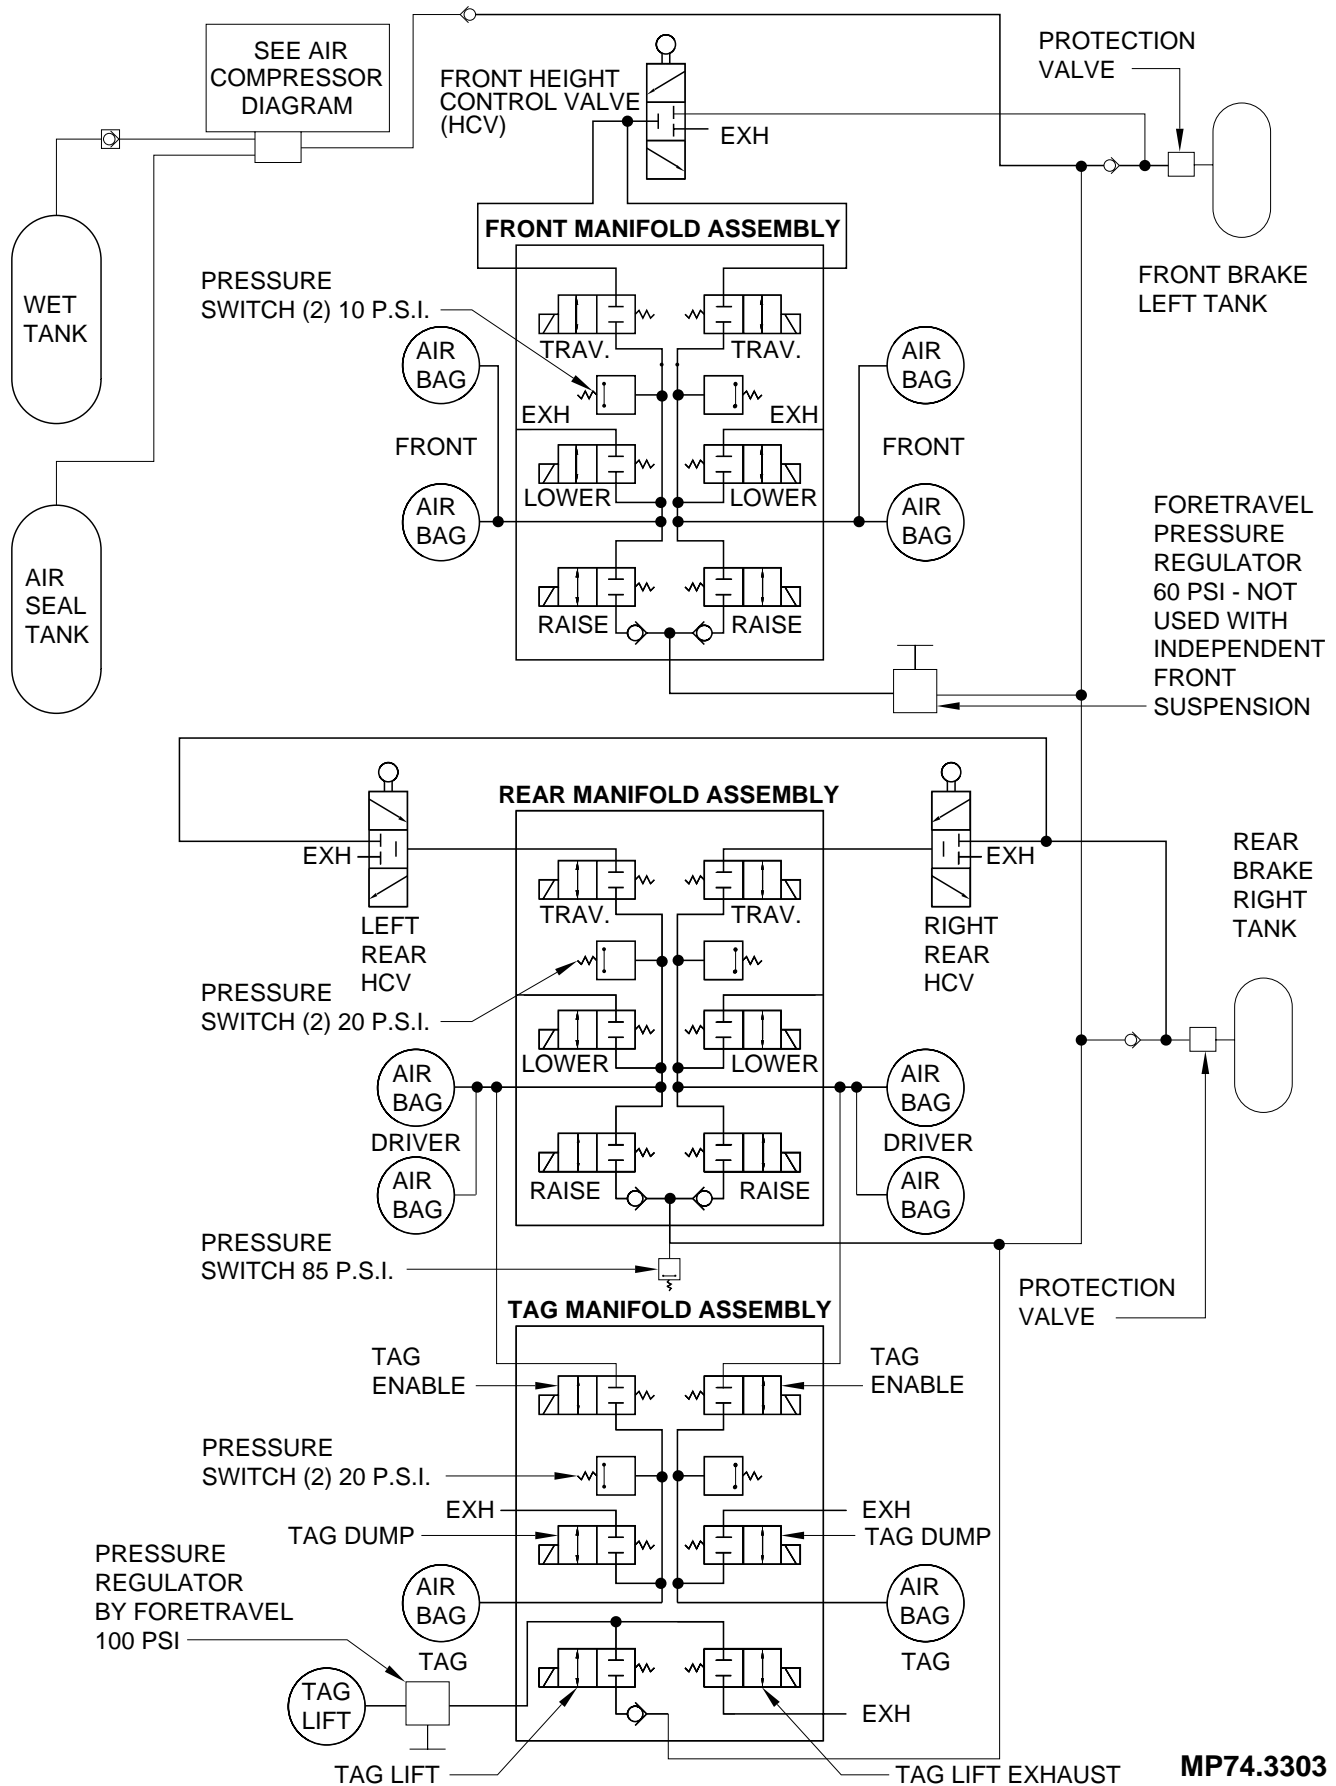 SEE AIR
COMPRESSOR
DIAGRAM
FRONT HEIGHT
CONTROL VALVE
(HCV)
EXH
PROTECTION
VALVE
WET
TANK
FRONT BRAKE
LEFT TANK
FRONT MANIFOLD ASSEMBLY
PRESSURE
SWITCH (2) 10 P.S.I.
TRAV.
TRAV.
AIR
BAG
AIR
BAG
EXH
EXH
FRONT
FRONT
LOWER
LOWER
AIR
BAG
AIR
BAG
RAISE
RAISE
AIR
SEAL
TANK
FORETRAVEL
PRESSURE
REGULATOR
60 PSI - NOT
USED WITH
INDEPENDENT
FRONT
SUSPENSION
REAR MANIFOLD ASSEMBLY
EXH
EXH
LEFT
REAR
HCV
TRAV.
TRAV.
RIGHT
REAR
HCV
REAR
BRAKE
RIGHT
TANK
PRESSURE
SWITCH (2) 20 P.S.I.
LOWER
LOWER
AIR
BAG
AIR
BAG
DRIVER
DRIVER
AIR
BAG
AIR
BAG
RAISE
RAISE
PRESSURE
SWITCH 85 P.S.I.
PROTECTION
VALVE
TAG MANIFOLD ASSEMBLY
TAG
ENABLE
TAG
ENABLE
PRESSURE
SWITCH (2) 20 P.S.I.
EXH
EXH
TAG DUMP
TAG DUMP
PRESSURE
REGULATOR
BY FORETRAVEL
100 PSI
AIR
BAG
AIR
BAG
TAG
TAG
TAG
LIFT
EXH
TAG LIFT
TAG LIFT EXHAUST
MP74.3303